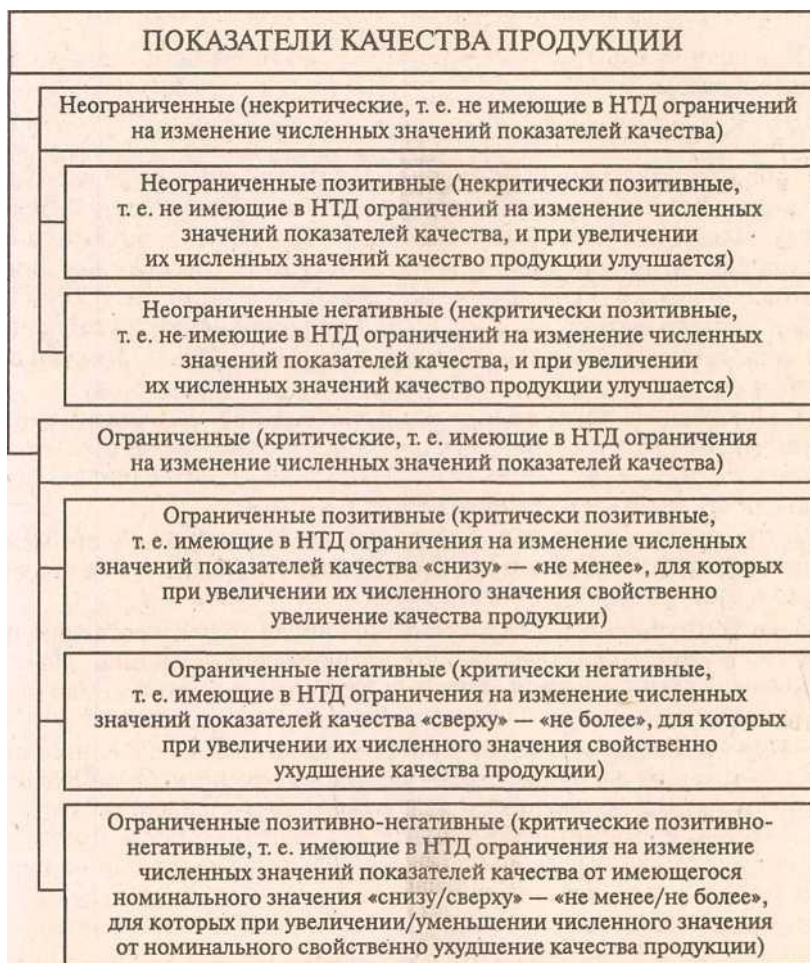 ПОКАЗАТЕЛИ КАЧЕСТВА ПРОДУКЦИИ
Неограниченные (некритические, т. е. не имеющие в НТД ограничений
на изменение численных значений показателей качества)
Неограниченные позитивные (некритически позитивные,
т. е. не имеющие в НТД ограничений на изменение численных
значений показателей качества, и при увеличении
их численных значений качество продукции улучшается)
Неограниченные негативные (некритически позитивные,
т. е. не имеющие в НТД ограничений на изменение численных
значений показателей качества, и при увеличении
их численных значений качество продукции улучшается)
Ограниченные (критические, т. е. имеющие в НТД ограничения
на изменение численных значений показателей качества)
Ограниченные позитивные (критически позитивные,
т. е. имеющие в НТД ограничения на изменение численных
значений показателей качества «снизу» — «не менее», для которых
при увеличении их численного значения свойственно
увеличение качества продукции)
Ограниченные негативные (критически негативные,
т. е. имеющие в НТД ограничения на изменение численных
значений показателей качества «сверху» — «не более», для которых
при увеличении их численного значения свойственно
ухудшение качества продукции)
Ограниченные позитивно-негативные (критические позитивно-
негативные, т. е. имеющие в НТД ограничения на изменение
численных значений показателей качества от имеющегося
номинального значения «снизу/сверху» — «не менее/не более»,
для которых при увеличении/уменьшении численного значения
от номинального свойственно ухудшение качества продукции)